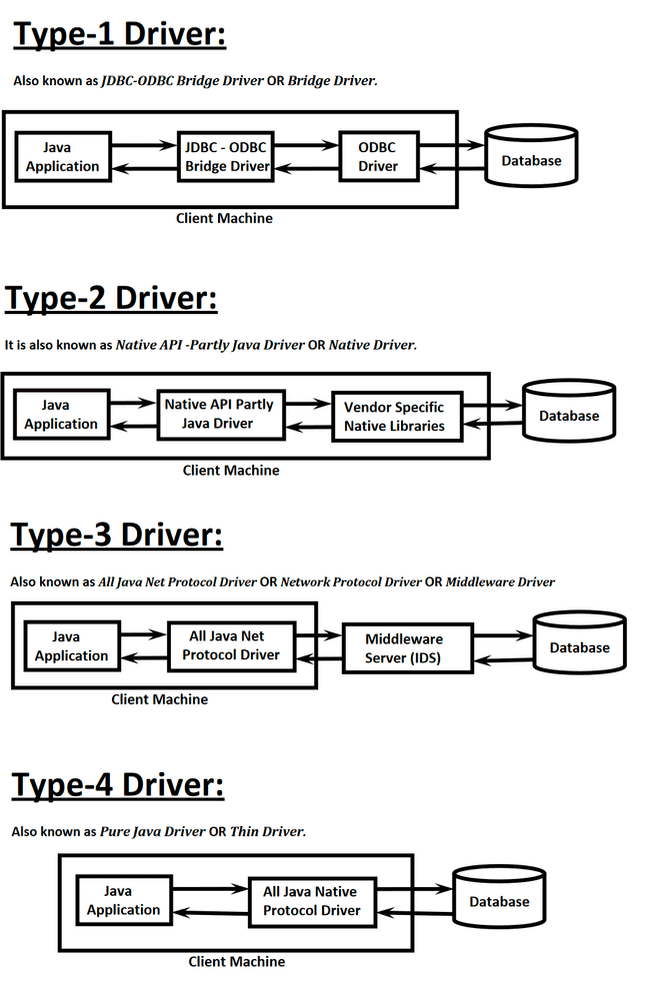 Type-1 Driver:
Also known as JDBC-ODBC Bridge Driver OR Bridge Driver.
Java
Application
JDBC - ODBC
Bridge Driver
ODBC
Driver
Database
Client Machine
Type-2 Driver:
It is also known as Native API -Partly Java Driver OR Native Driver.
Java
Application
Native API Partly
Java Driver
Vendor Specific
Native Libraries
Database
Client Machine
Type-3 Driver:
Also known as All Java Net Protocol Driver OR Network Protocol Driver OR Middleware Driver
Java
Application
All Java Net
Protocol Driver
Middleware
Server (IDS)
Database
Client Machine
Type-4 Driver:
Also known as Pure Java Driver OR Thin Driver.
Java
Application
All Java Native
Protocol Driver
Database
Client Machine